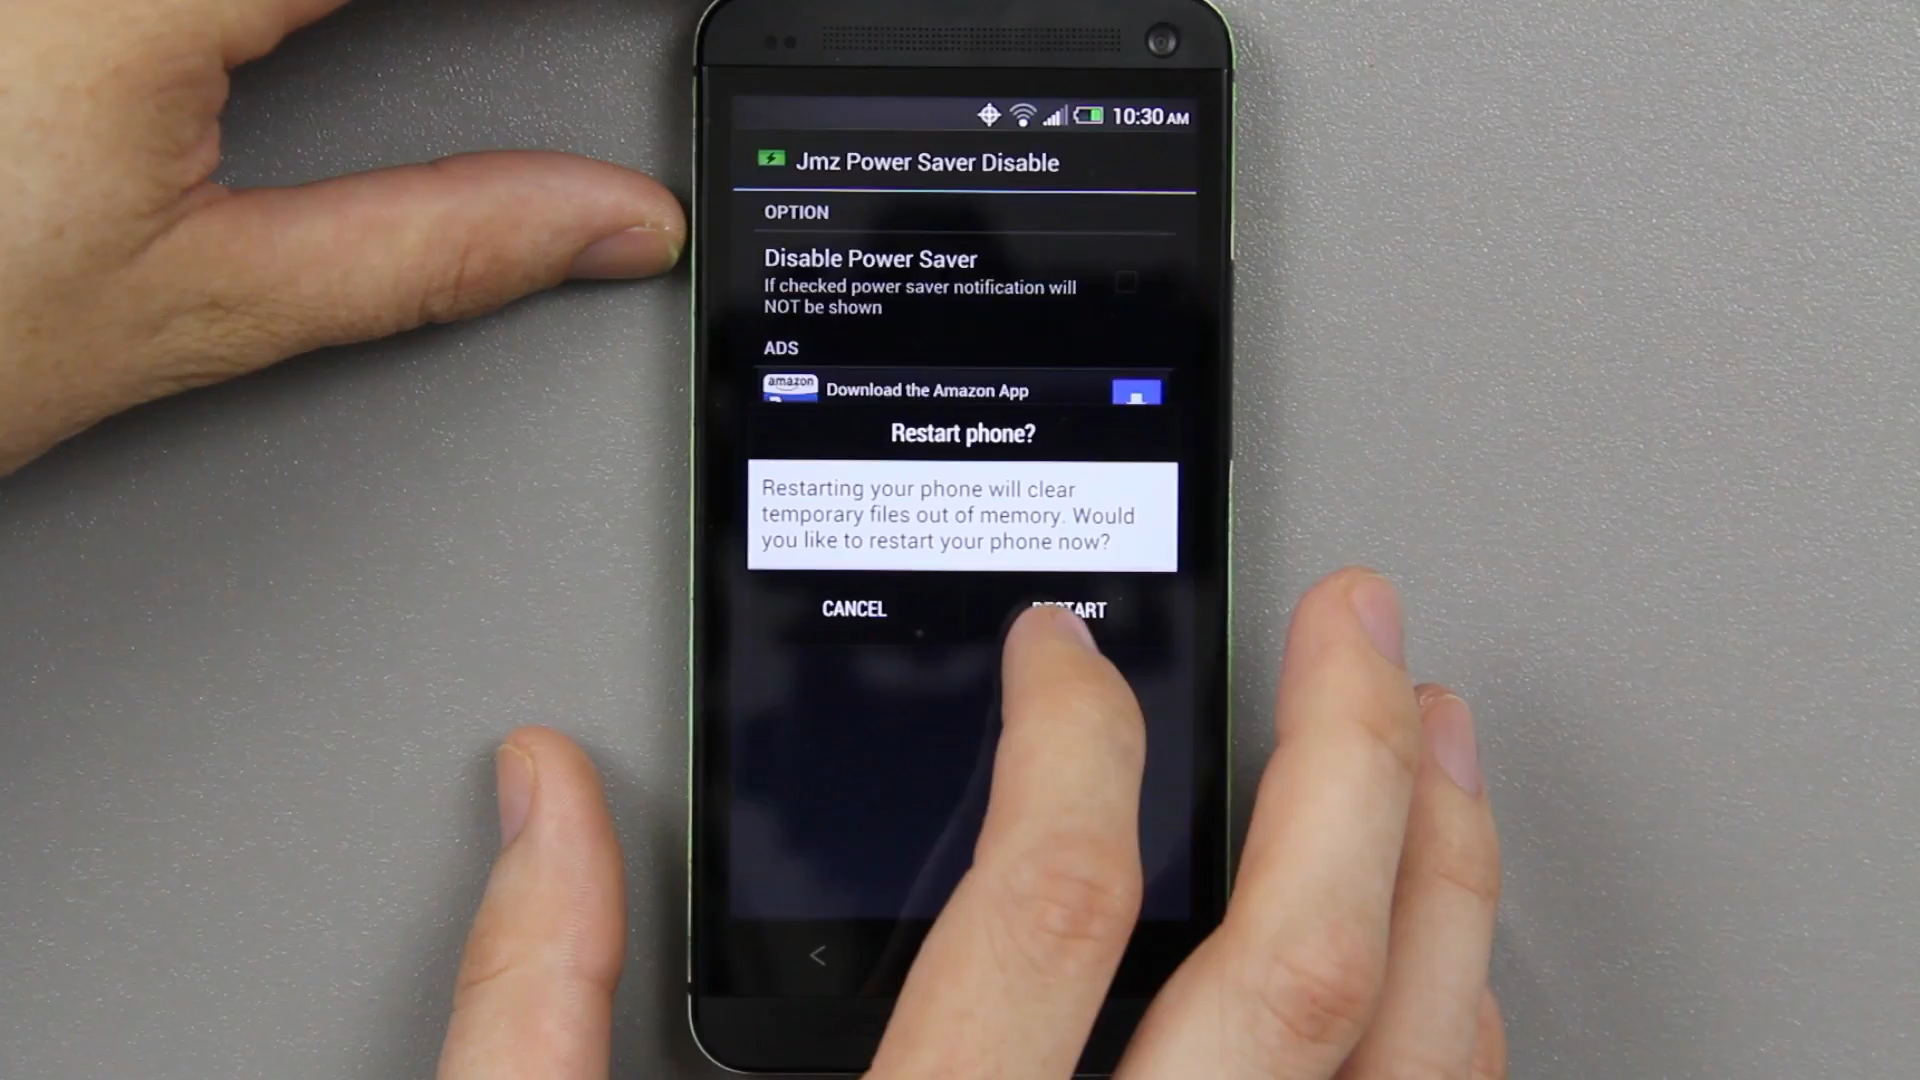 10:30 AM
Jmz Power Saver Disable
OPTION
Disable Power Saver
If checked power saver notification will
NOT be shown
ADS
amazon
Download the Amazon App
Restart phone?
Restarting your phone will clear
temporary files out of memory. Would
you like to restart your phone now?
CANCEL RESTART